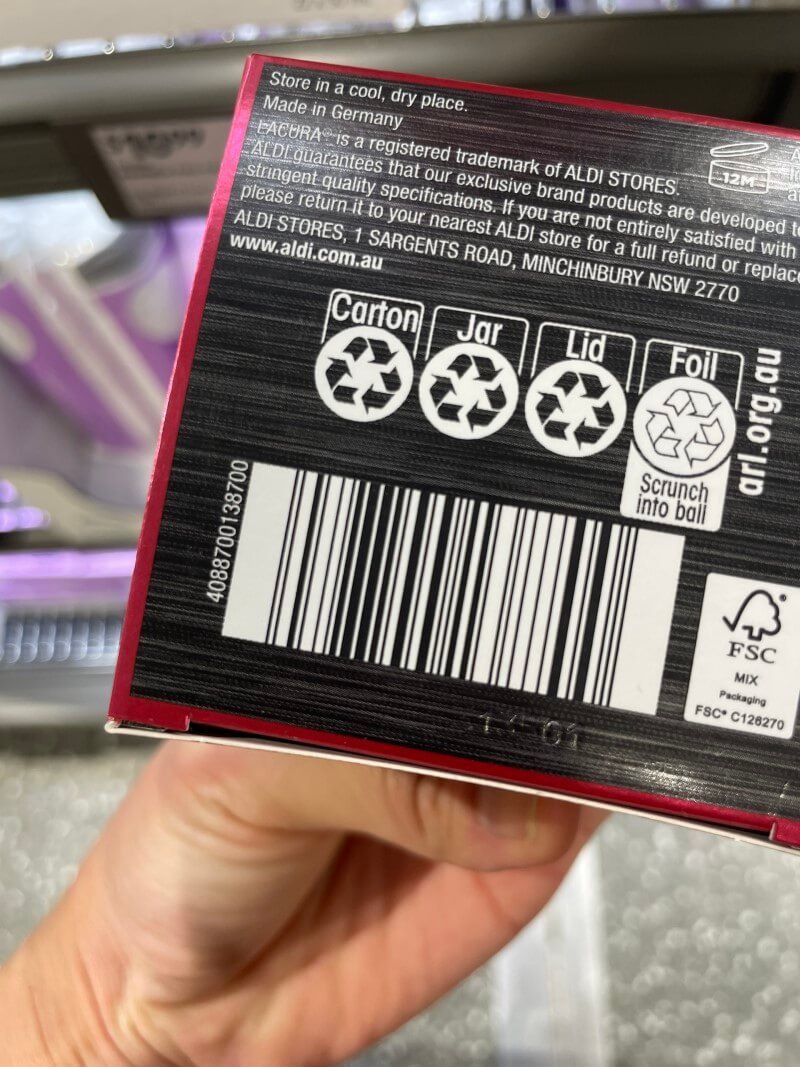 Store in a cool, dry place.
Made in Germany
LACURA® is a registered trademark of ALDI STORES.
ALDI guarantees that our exclusive brand products are developed
stringent quality specifications. If you are not entirely satisfied with
please return it to your nearest ALDI store for a full refund or
ALDI STORES, 1 SARGENTS ROAD, MINCHINBURY NSW 2770
www.aldi.com.au
12M
Carton
Jar
Lid
Foil
Scrunch
into ball
arl.org.au
4088700138700
FSC
MIX
Packaging
FSC® C126270